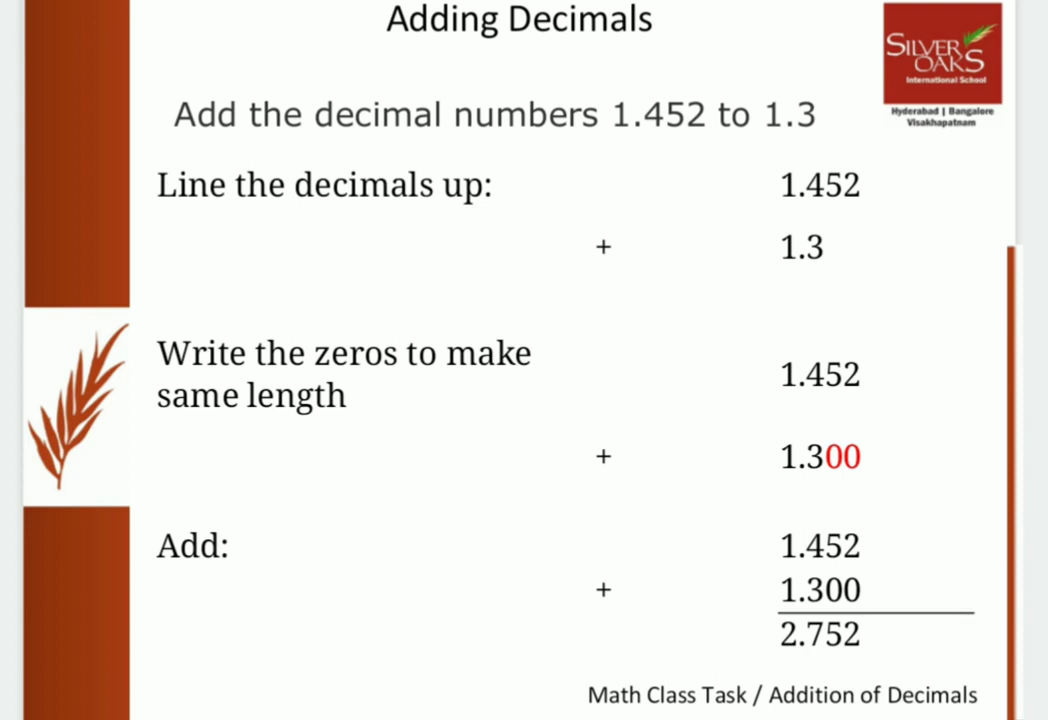 Adding Decimals
SILVER
OAKS
International School
Hyderabad | Bangalore
Visakhapatnam
Add the decimal numbers 1.452 to 1.3
Line the decimals up: 1.452
+ 1.3
Write the zeros to make
same length
1.452
+ 1.300
Add: 1.452
+ 1.300
2.752
Math Class Task / Addition of Decimals